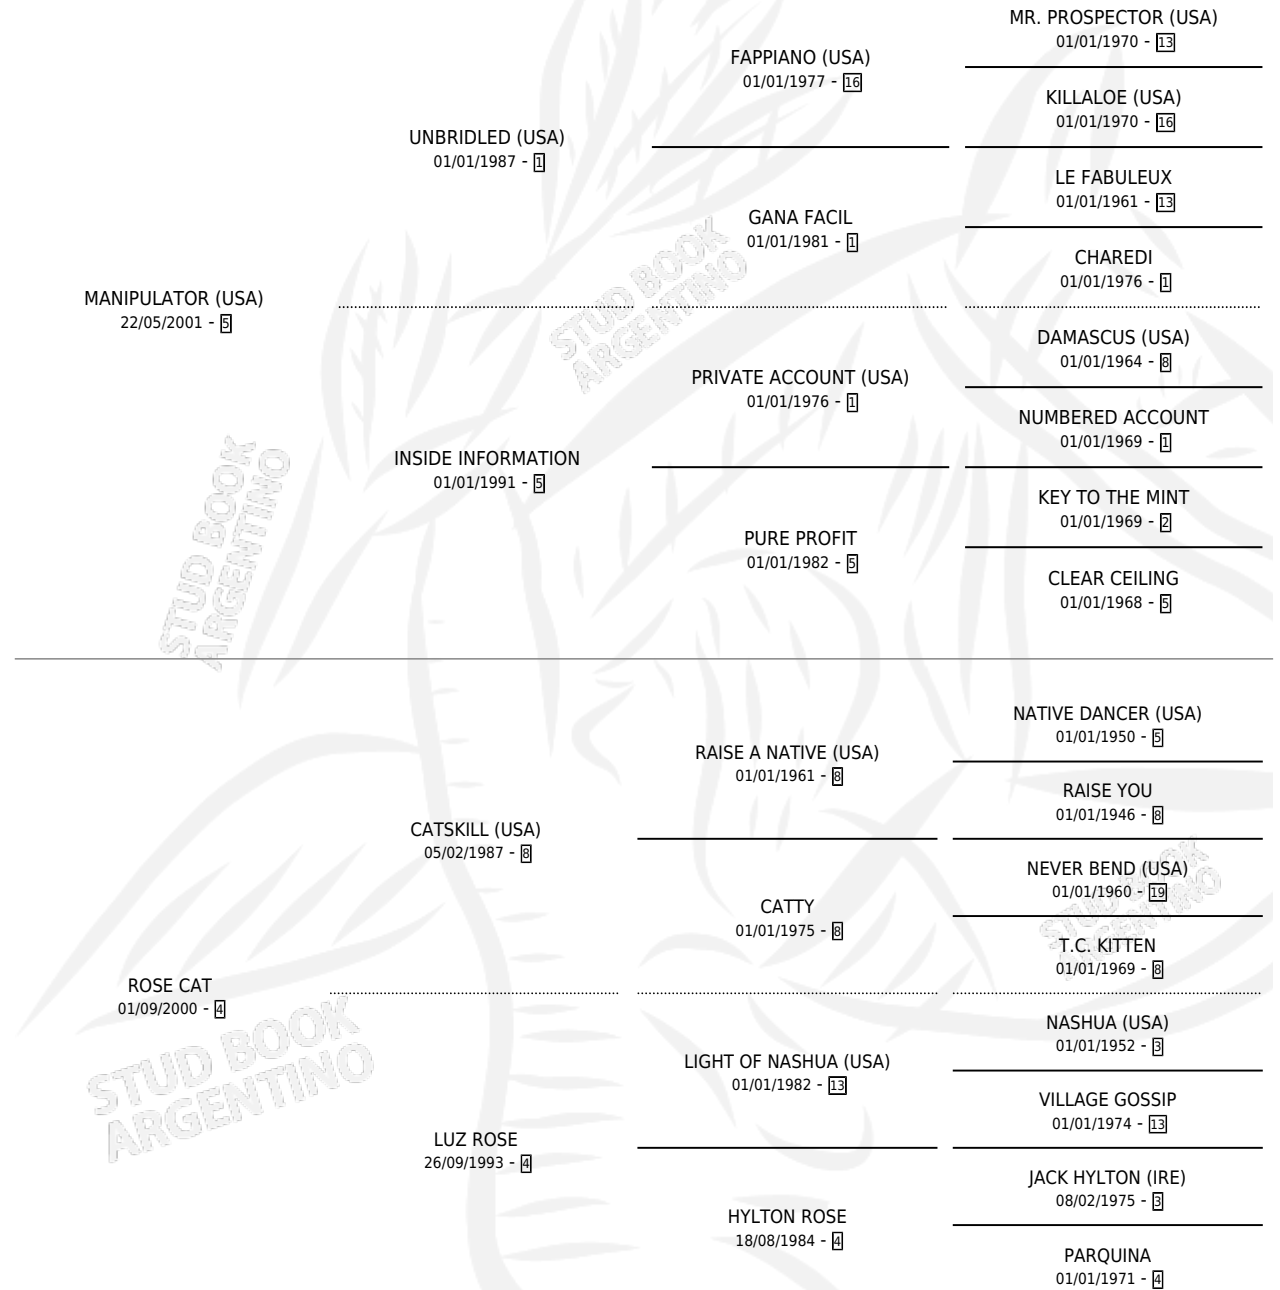 MR. PROSPECTOR (USA)
01/01/1970 - 13
FAPPIANO (USA)
01/01/1977 - 16
KILLALOE (USA)
01/01/1970 - 16
UNBRIDLED (USA)
01/01/1987 - 1
LE FABULEUX
01/01/1961 - 13
GANA FACIL
01/01/1981 - 1
CHAREDI
01/01/1976 - 1
MANIPULATOR (USA)
22/05/2001 - 5
DAMASCUS (USA)
01/01/1964 - 8
PRIVATE ACCOUNT (USA)
01/01/1976 - 1
NUMBERED ACCOUNT
01/01/1969 - 1
INSIDE INFORMATION
01/01/1991 - 5
KEY TO THE MINT
01/01/1969 - 2
PURE PROFIT
01/01/1982 - 5
CLEAR CEILING
01/01/1968 - 5
STUD BOOK
ARGENTINO
STUD BOOK
ARGENTINO
NATIVE DANCER (USA)
01/01/1950 - 5
RAISE A NATIVE (USA)
01/01/1961 - 8
RAISE YOU
01/01/1946 - 8
CATSKILL (USA)
05/02/1987 - 8
NEVER BEND (USA)
01/01/1960 - 19
CATTY
01/01/1975 - 8
T.C. KITTEN
01/01/1969 - 8
ROSE CAT
01/09/2000 - 4
NASHUA (USA)
01/01/1952 - 3
LIGHT OF NASHUA (USA)
01/01/1982 - 13
VILLAGE GOSSIP
01/01/1974 - 13
LUZ ROSE
26/09/1993 - 4
JACK HYLTON (IRE)
08/02/1975 - 3
HYLTON ROSE
18/08/1984 - 4
PARQUINA
01/01/1971 - 4
STUD BOOK
ARGENTINO
STUD BOOK
ARGENTINO